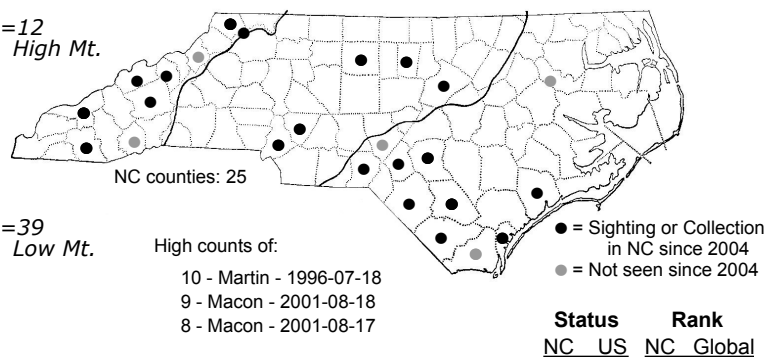 =12
High Mt.
NC counties: 25
=39
Low Mt.
High counts of:
10 - Martin - 1996-07-18
9 - Macon - 2001-08-18
8 - Macon - 2001-08-17
= Sighting or Collection
in NC since 2004
= Not seen since 2004
Status Rank
NC US NC Global